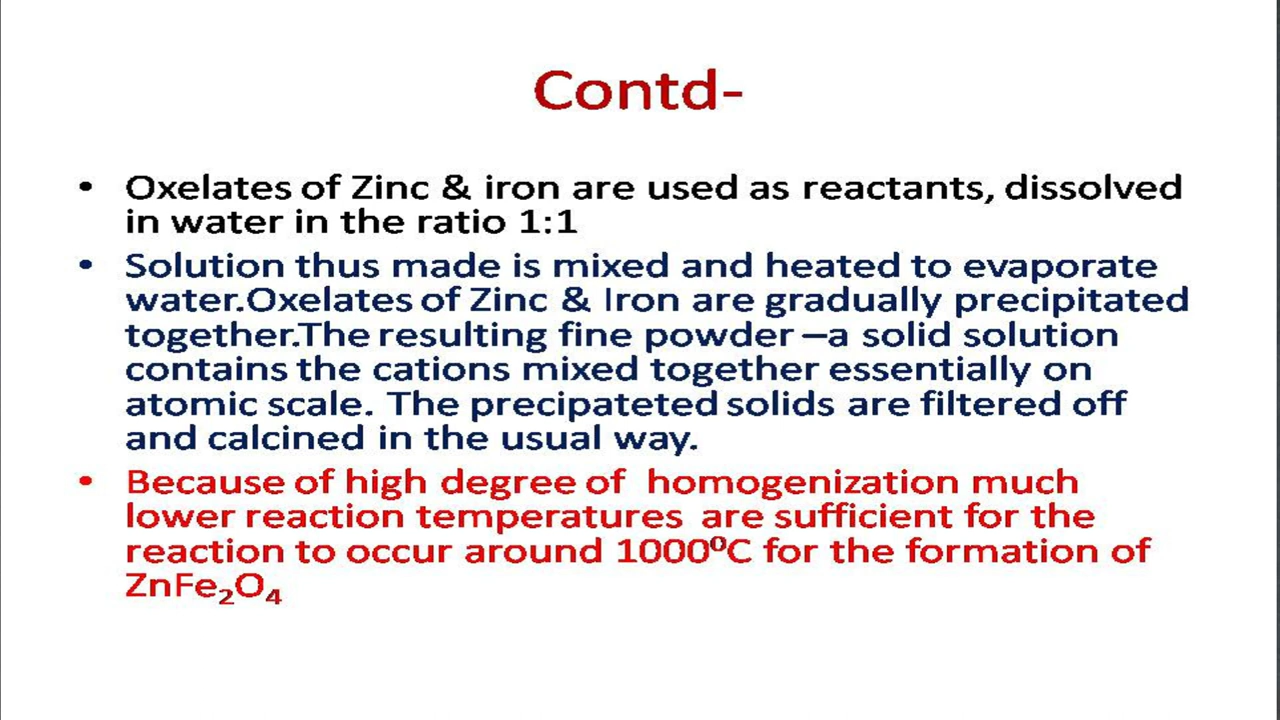 Contd-
• Oxelates of Zinc & iron are used as reactants, dissolved
in water in the ratio 1:1
• Solution thus made is mixed and heated to evaporate
water.Oxelates of Zinc & Iron are gradually precipitated
together.The resulting fine powder –a solid solution
contains the cations mixed together essentially on
atomic scale. The precipateted solids are filtered off
and calcined in the usual way.
• Because of high degree of homogenization much
lower reaction temperatures are sufficient for the
reaction to occur around 1000⁰C for the formation of
ZnFe₂O₄